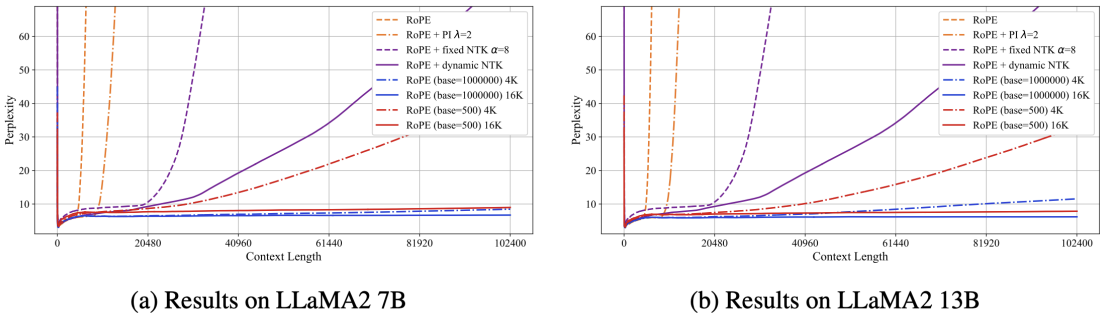 Perplexity
60
50
40
30
20
10
0
20480
40960
61440
81920
102400
Context Length
RoPE
RoPE + PI λ=2
RoPE + fixed NTK α=8
RoPE + dynamic NTK
RoPE (base=1000000) 4K
RoPE (base=1000000) 16K
RoPE (base=500) 4K
RoPE (base=500) 16K
(a) Results on LLaMA2 7B
Perplexity
60
50
40
30
20
10
0
20480
40960
61440
81920
102400
Context Length
RoPE
RoPE + PI λ=2
RoPE + fixed NTK α=8
RoPE + dynamic NTK
RoPE (base=1000000) 4K
RoPE (base=1000000) 16K
RoPE (base=500) 4K
RoPE (base=500) 16K
(b) Results on LLaMA2 13B